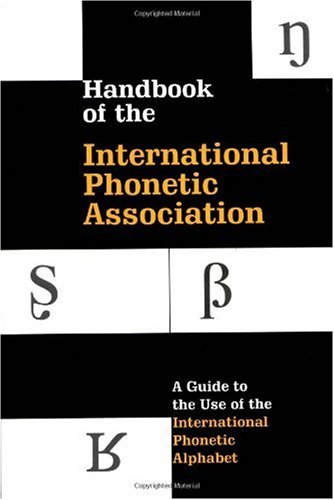 ŋ
Handbook
of the
International
Phonetic
Association
ʂ β
A Guide to
the Use of the
International
Phonetic
Alphabet
ʁ